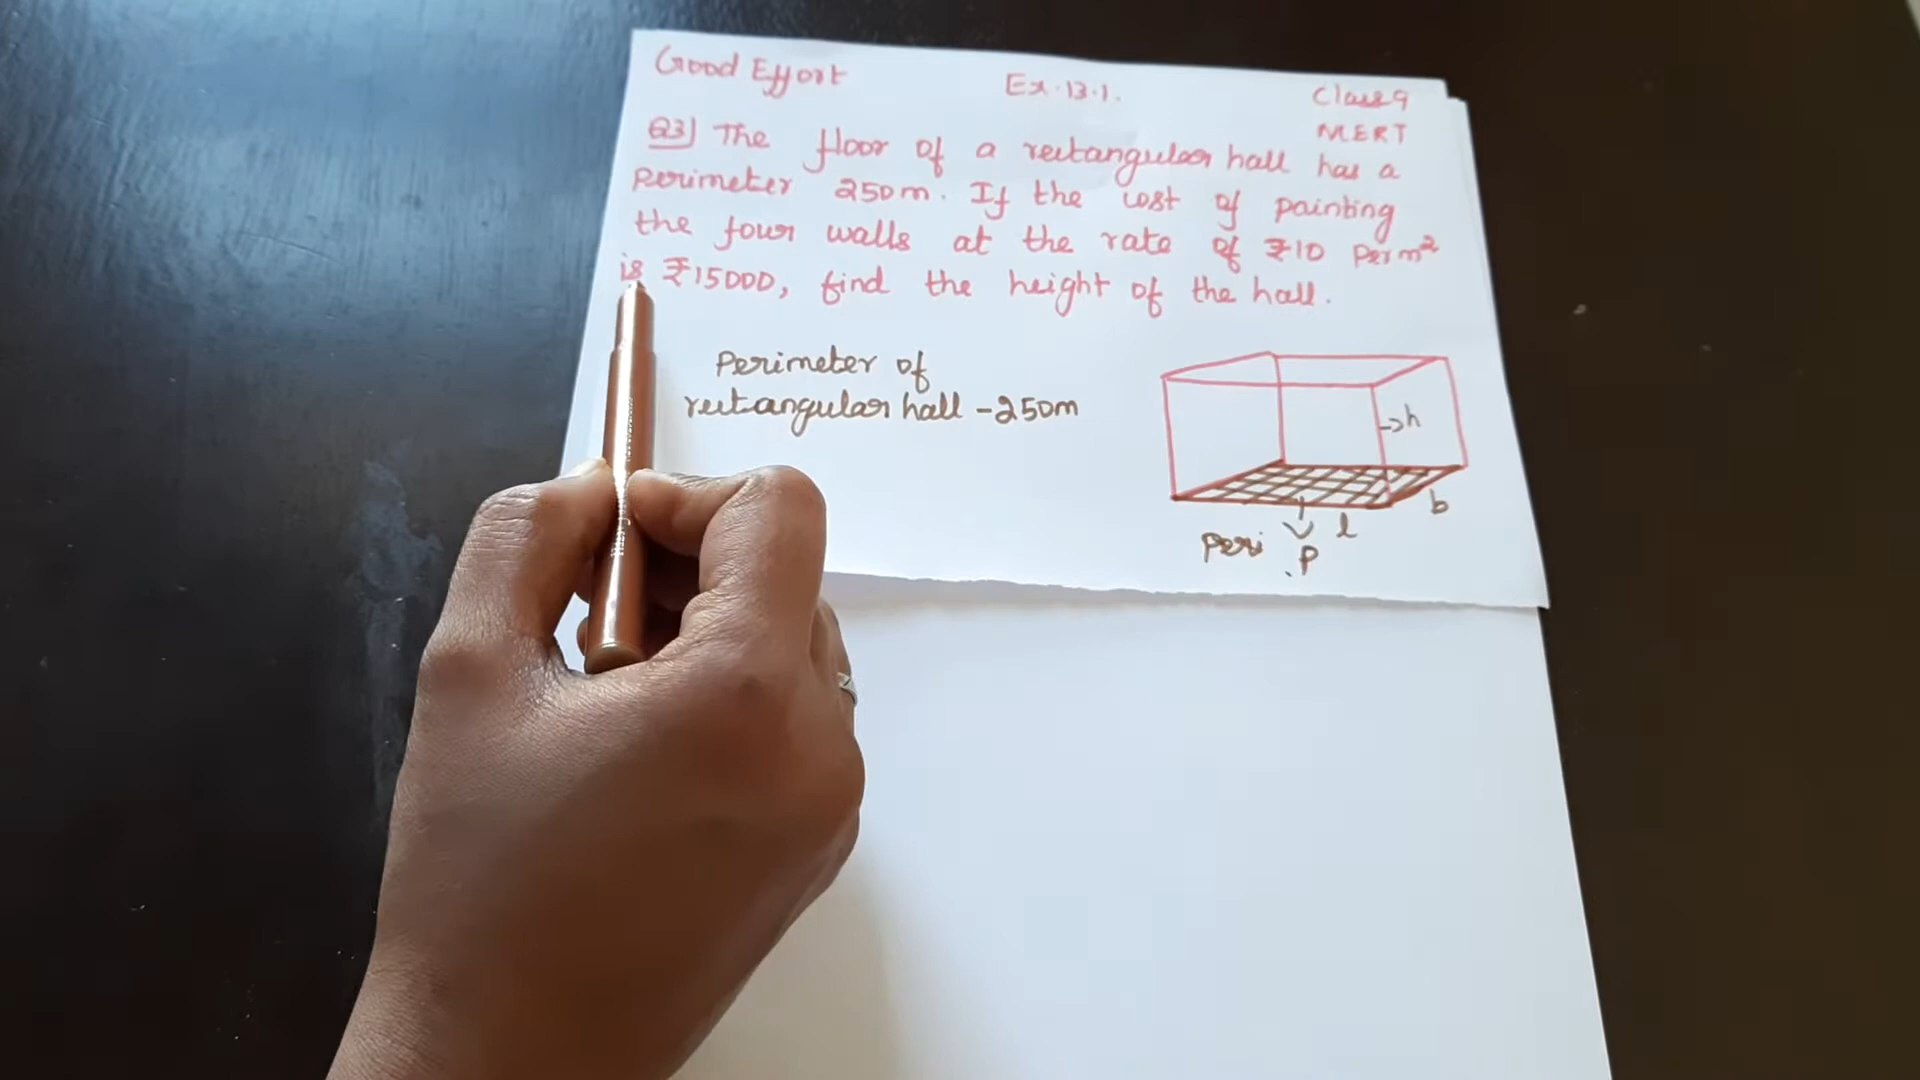 Good Effort Ex. 13.1. Class 9
NCERT
Q3) The floor of a rectangular hall has a
perimeter 250m. If the cost of painting
the four walls at the rate of ₹10 per m²
is ₹15000, find the height of the hall.
Perimeter of
rectangular hall - 250m
→h
b
l
Peri P